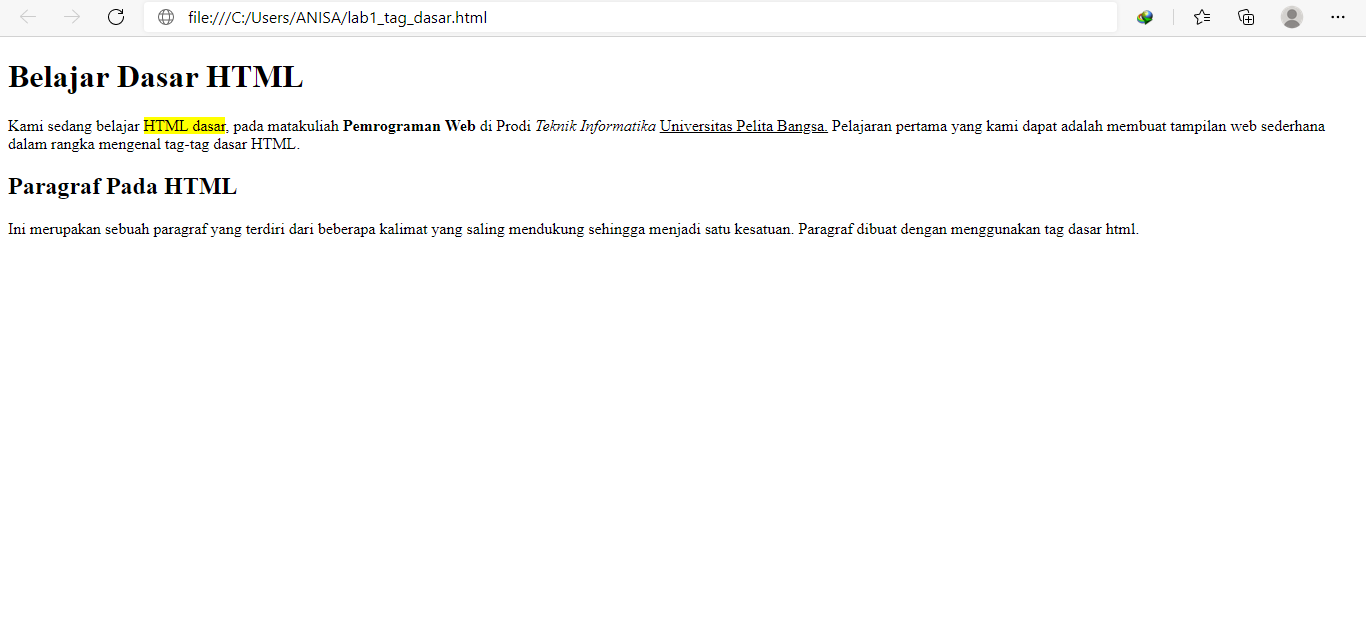 file:///C:/Users/ANISA/lab1_tag_dasar.html
Belajar Dasar HTML
Kami sedang belajar HTML dasar, pada matakuliah Pemrograman Web di Prodi Teknik Informatika Universitas Pelita Bangsa. Pelajaran pertama yang kami dapat adalah membuat tampilan web sederhana
dalam rangka mengenal tag-tag dasar HTML.
Paragraf Pada HTML
Ini merupakan sebuah paragraf yang terdiri dari beberapa kalimat yang saling mendukung sehingga menjadi satu kesatuan. Paragraf dibuat dengan menggunakan tag dasar html.